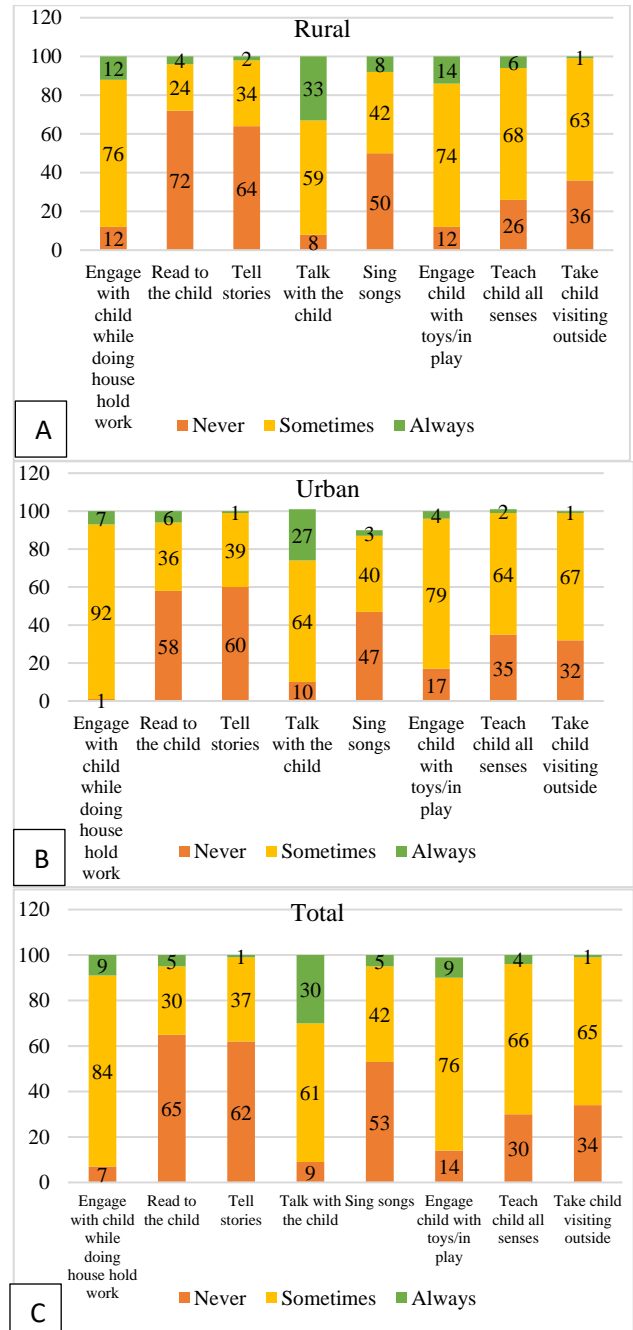 Rural
120
100
80
60
40
20
0
12 4 2 33 8 14 6 1
76 24 34 59 42 74 68 63
12 72 64 8 50 12 26 36
Engage with child while doing house hold work
Read to the child
Tell stories
Talk with the child
Sing songs
Engage child with toys/in play
Teach child all senses
Take child visiting outside
Never Sometimes Always
A
Urban
120
100
80
60
40
20
0
7 6 1 27 3 4 2 1
92 36 39 64 40 79 64 67
1 58 60 10 47 17 35 32
Engage with child while doing house hold work
Read to the child
Tell stories
Talk with the child
Sing songs
Engage child with toys/in play
Teach child all senses
Take child visiting outside
Never Sometimes Always
B
Total
120
100
80
60
40
20
0
9 5 1 30 5 9 4 1
84 30 37 61 42 76 66 65
7 65 62 9 53 14 30 34
Engage with child while doing house hold work
Read to the child
Tell stories
Talk with the child
Sing songs
Engage child with toys/in play
Teach child all senses
Take child visiting outside
Never Sometimes Always
C